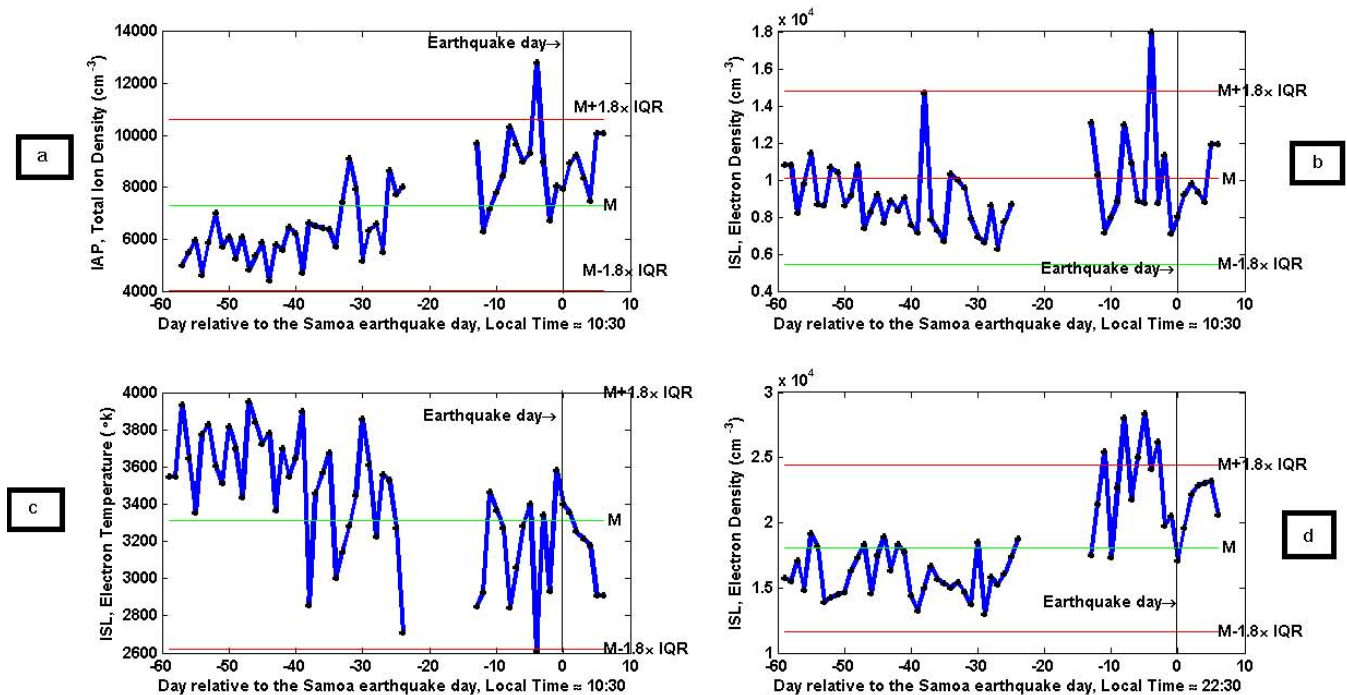 a
IAP, Total Ion Density (cm⁻³)
14000
12000
10000
8000
6000
4000
Earthquake day→
M+1.8× IQR
M
M-1.8× IQR
-60 -50 -40 -30 -20 -10 0 10
Day relative to the Samoa earthquake day, Local Time ≈ 10:30
b
ISL, Electron Density (cm⁻³)
× 10⁴
1.8
1.6
1.4
1.2
1
0.8
0.6
0.4
M+1.8× IQR
M
M-1.8× IQR
Earthquake day→
-60 -50 -40 -30 -20 -10 0 10
Day relative to the Samoa earthquake day, Local Time ≈ 10:30
c
ISL, Electron Temperature (∘k)
4000
3800
3600
3400
3200
3000
2800
2600
M+1.8× IQR
Earthquake day→
M
M-1.8× IQR
-60 -50 -40 -30 -20 -10 0 10
Day relative to the Samoa earthquake day, Local Time ≈ 10:30
d
ISL, Electron Density (cm⁻³)
× 10⁴
3
2.5
2
1.5
1
M+1.8× IQR
M
Earthquake day→
M-1.8× IQR
-60 -50 -40 -30 -20 -10 0 10
Day relative to the Samoa earthquake day, Local Time ≈ 22:30